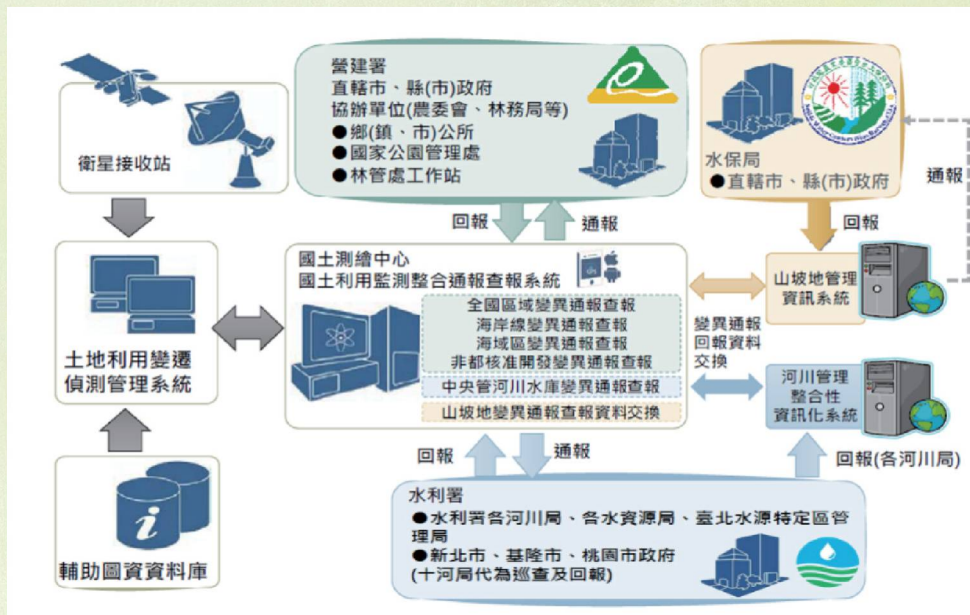 營建署
直轄市、縣(市)政府
協辦單位(農委會、林務局等)
●鄉(鎮、市)公所
●國家公園管理處
●林管處工作站
衛星接收站
水保局
●直轄市、縣(市)政府
通報
回報
通報
回報
國土測繪中心
國土利用監測整合通報查報系統
全國區域變異通報查報
海岸線變異通報查報
海域區變異通報查報
非都核准開發變異通報查報
中央管河川水庫變異通報查報
山坡地變異通報查報資料交換
山坡地管理
資訊系統
變異通報
回報資料
交換
土地利用變遷
偵測管理系統
河川管理
整合性
資訊化系統
回報
通報
回報(各河川局)
水利署
●水利署各河川局、各水資源局、臺北水源特定區管
理局
●新北市、基隆市、桃園市政府
(十河局代為巡查及回報)
輔助圖資資料庫